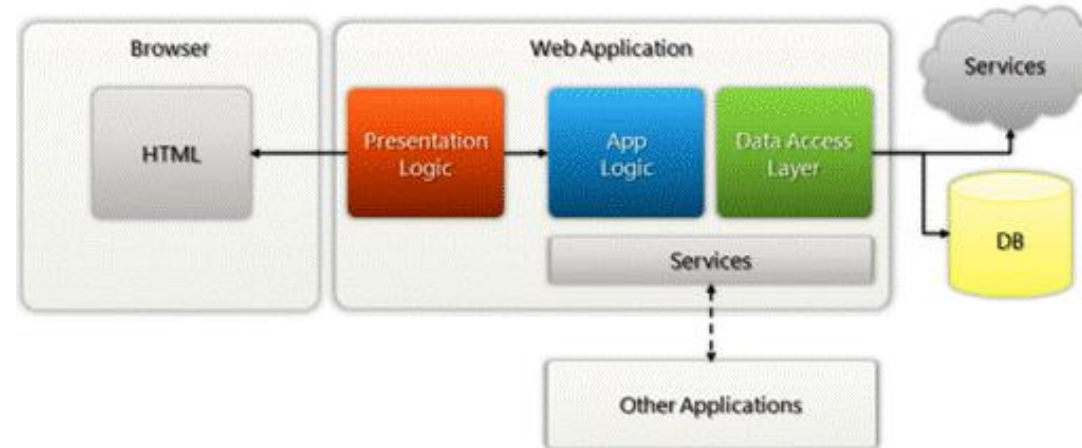 Browser
Web Application
Services
HTML
Presentation
Logic
App
Logic
Data Access
Layer
DB
Services
Other Applications